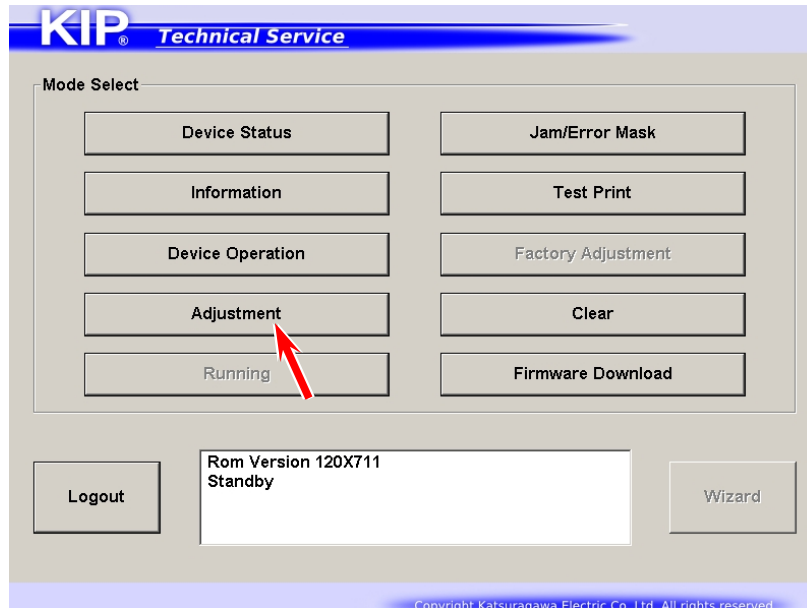 KIP®
Technical Service
Mode Select
Device Status
Jam/Error Mask
Information
Test Print
Device Operation
Factory Adjustment
Adjustment
Clear
Running
Firmware Download
Logout
Rom Version 120X711
Standby
Wizard
Copyright Katsuragawa Electric Co.,Ltd. All rights reserved.